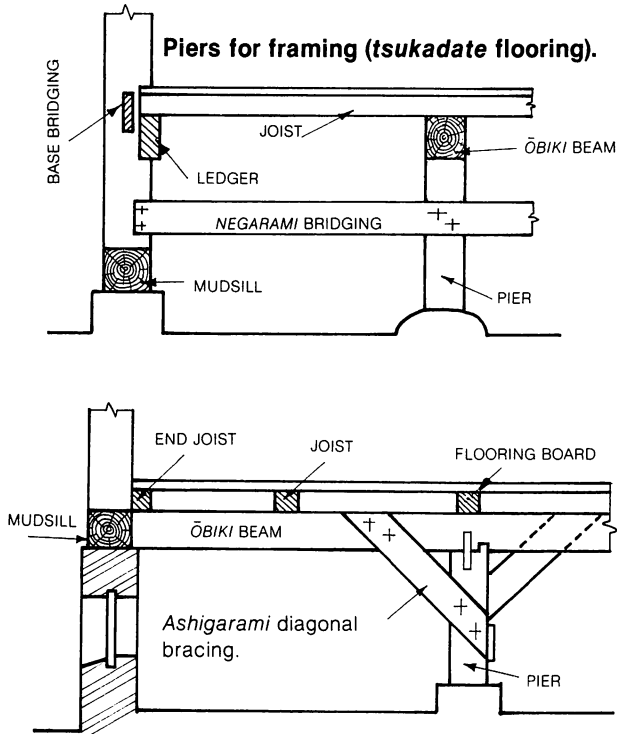 Piers for framing (tsukadate flooring).
BASE BRIDGING
JOIST
ŌBIKI BEAM
LEDGER
NEGARAMI BRIDGING
MUDSILL
PIER
END JOIST
JOIST
FLOORING BOARD
MUDSILL
ŌBIKI BEAM
Ashigarami diagonal
bracing.
PIER